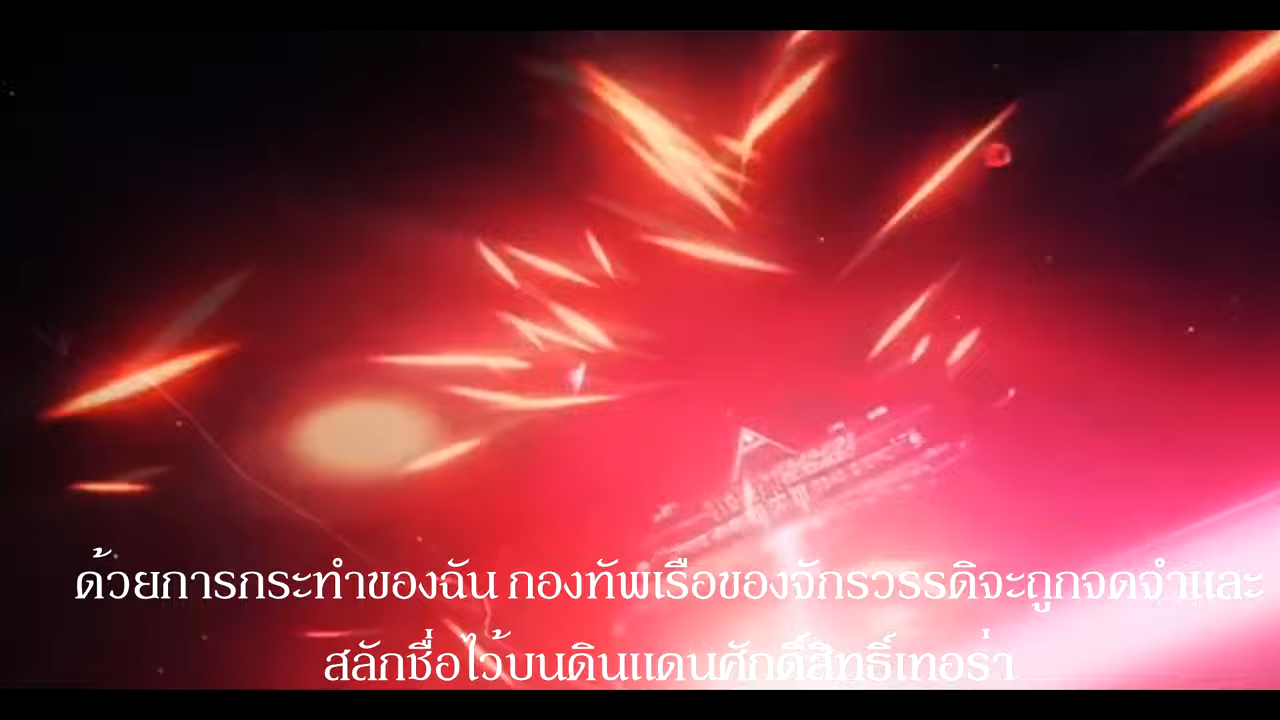 ด้วยการกระทำของฉัน กองทัพเรือของจักรวรรดิจะถูกจดจำและ
สลักชื่อไว้บนดินแดนศักดิ์สิทธิ์เทอร่า